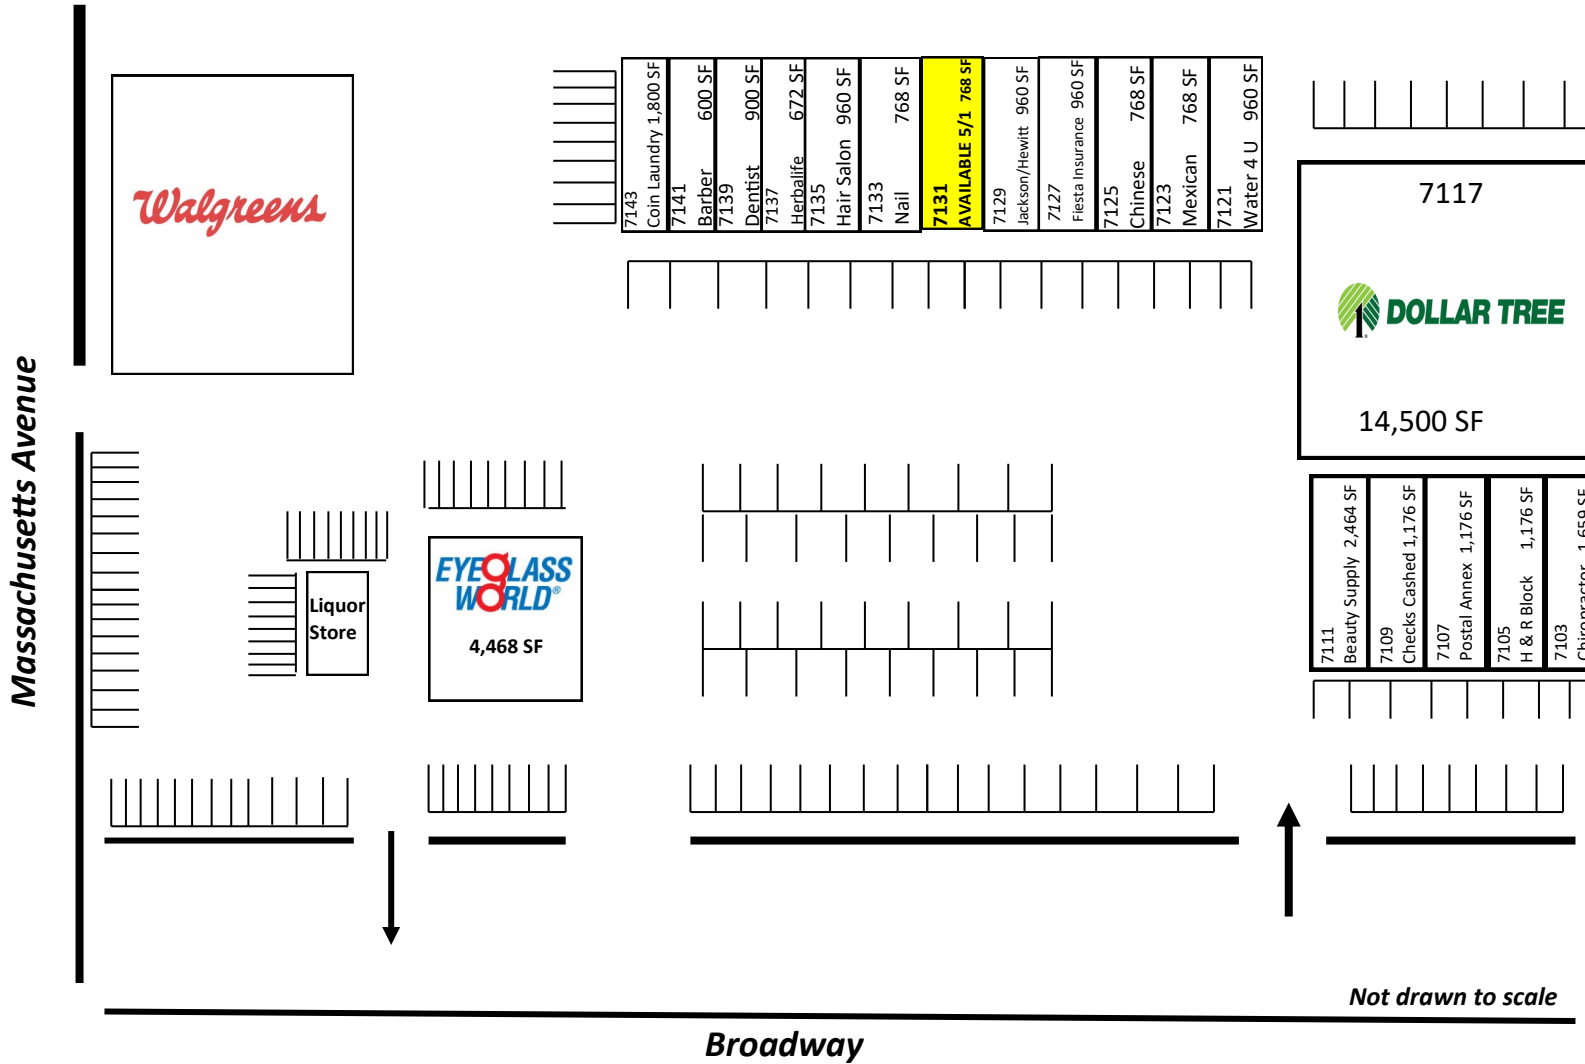 Massachusetts Avenue
Walgreens
7143
Coin Laundry 1,800 SF
7141
Barber 600 SF
7139
Dentist 900 SF
7137
Herbalife 672 SF
7135
Hair Salon 960 SF
7133
Nail 768 SF
7131
AVAILABLE 5/1 768 SF
7129
Jackson/Hewitt 960 SF
7127
Fiesta Insurance 960 SF
7125
Chinese 768 SF
7123
Mexican 768 SF
7121
Water 4 U 960 SF
7117
DOLLAR TREE
14,500 SF
Liquor
Store
EYEGLASS
WORLD®
4,468 SF
7111
Beauty Supply 2,464 SF
7109
Checks Cashed 1,176 SF
7107
Postal Annex 1,176 SF
7105
H & R Block 1,176 SF
7103
Chiropractor 1,659 SF
Not drawn to scale
Broadway